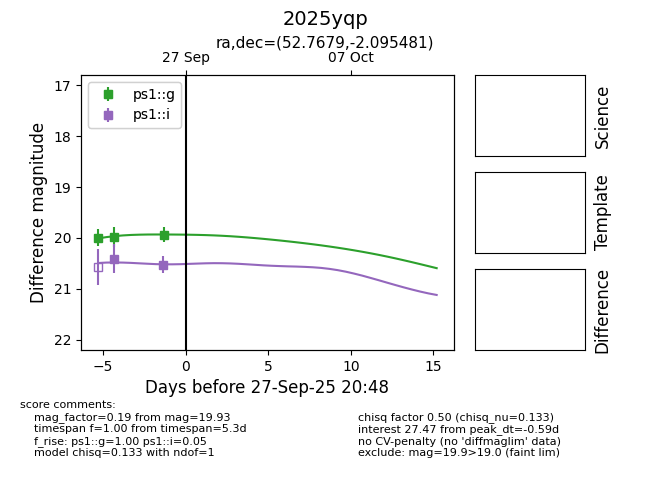 2025yqp
ra,dec=(52.7679,-2.095481)
27 Sep
07 Oct
ps1::g
ps1::i
17
18
19
20
21
22
Difference magnitude
−5
0
5
10
15
Days before 27-Sep-25 20:48
Science
Template
Difference
score comments:
mag_factor=0.19 from mag=19.93
timespan f=1.00 from timespan=5.3d
f_rise: ps1::g=1.00 ps1::i=0.05
model chisq=0.133 with ndof=1
chisq factor 0.50 (chisq_nu=0.133)
interest 27.47 from peak_dt=-0.59d
no CV-penalty (no 'diffmaglim' data)
exclude: mag=19.9>19.0 (faint lim)